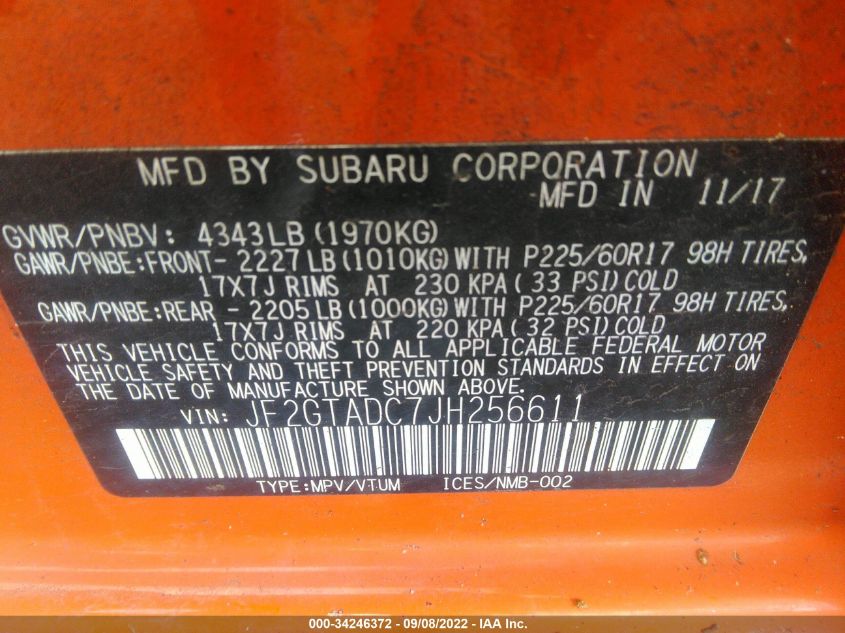 MFD BY SUBARU CORPORATION
MFD IN 11/17
GVWR/PNBV: 4343LB (1970KG)
GAWR/PNBE:FRONT- 2227 LB (1010KG) WITH P225/60R17 98H TIRES,
17X7J RIMS AT 230 KPA ( 33 PSI) COLD
GAWR/PNBE:REAR - 2205 LB (1000KG) WITH P225/60R17 98H TIRES,
17X7J RIMS AT 220 KPA ( 32 PSI) COLD
THIS VEHICLE CONFORMS TO ALL APPLICABLE FEDERAL MOTOR
VEHICLE SAFETY AND THEFT PREVENTION STANDARDS IN EFFECT ON
THE DATE OF MANUFACTURE SHOWN ABOVE.
VIN: JF2GTADC7JH256611
TYPE:MPV/VTUM ICES/NMB-002
000-34246372 - 09/08/2022 - IAA Inc.